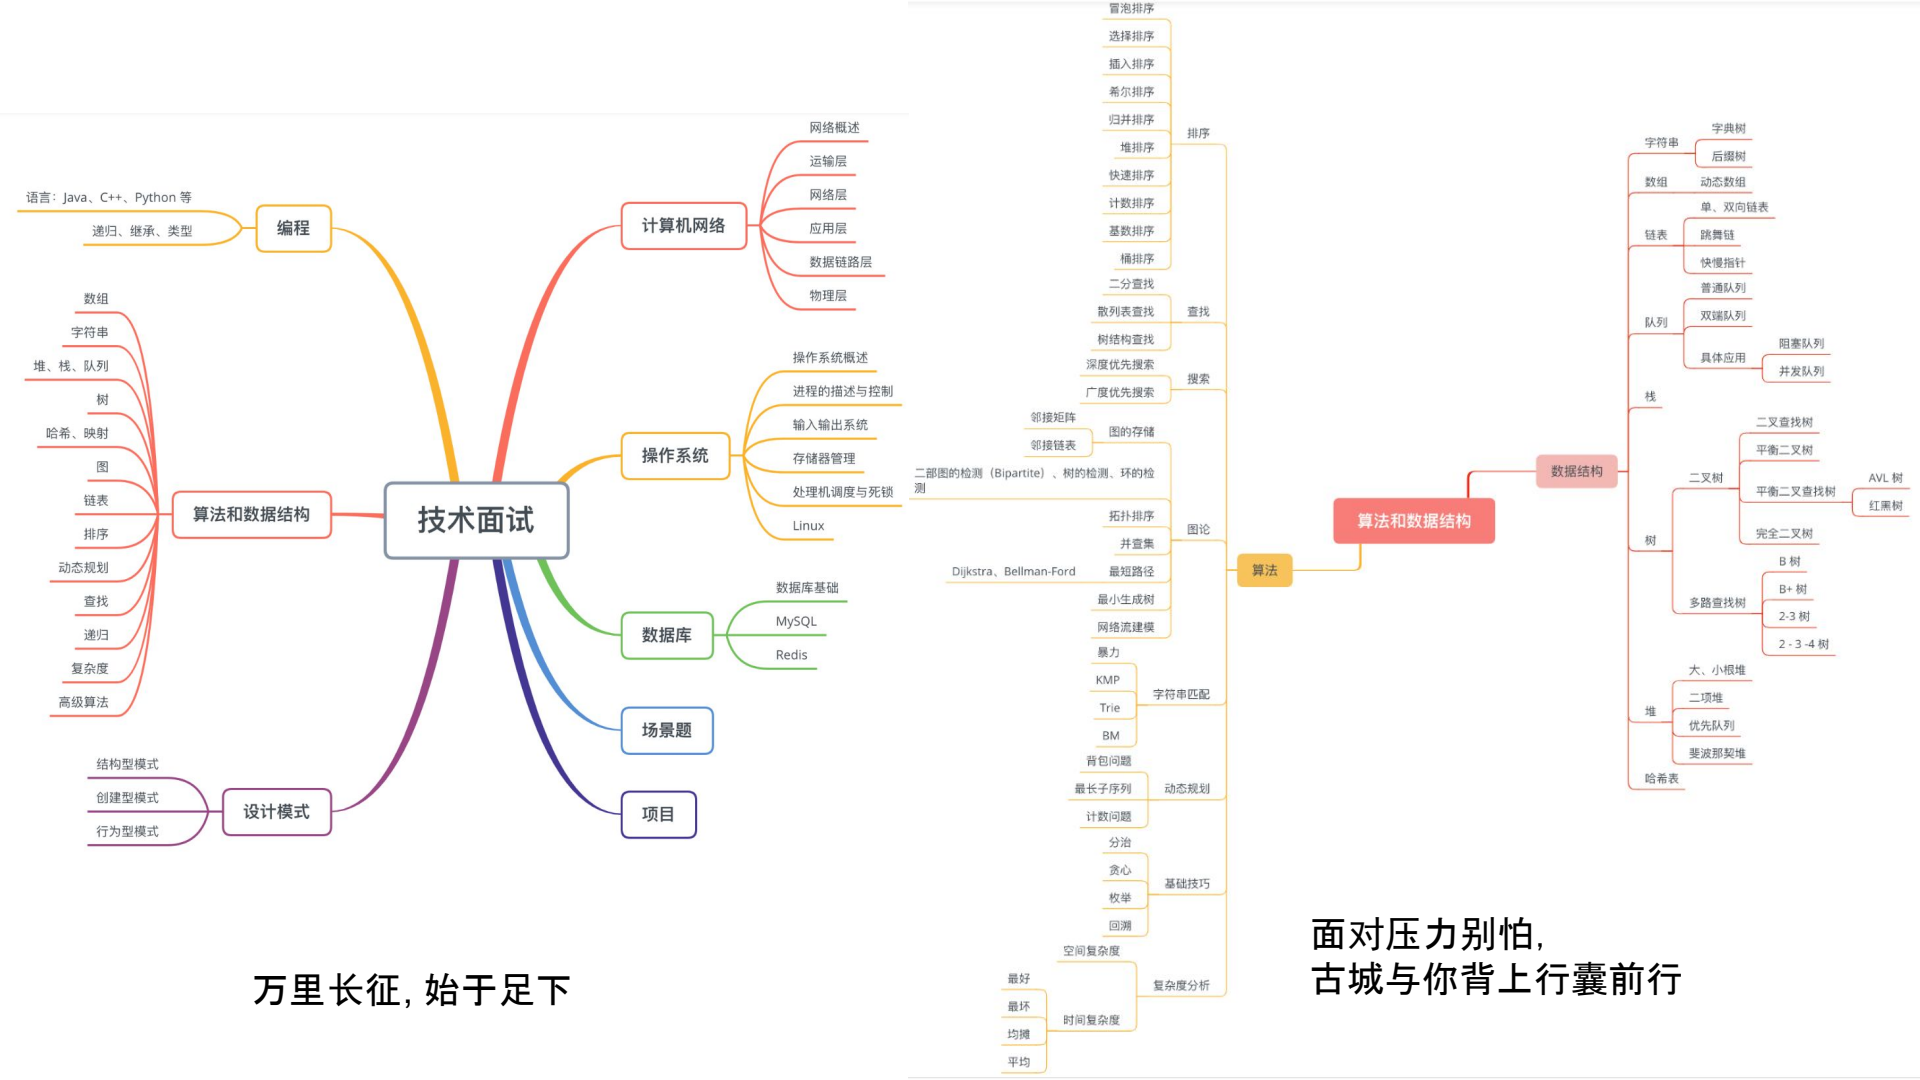 语言：Java、C++、Python 等
递归、继承、类型
编程
数组
字符串
堆、栈、队列
树
哈希、映射
图
链表
排序
动态规划
查找
递归
复杂度
高级算法
算法和数据结构
结构型模式
创建型模式
行为型模式
设计模式
技术面试
计算机网络
网络概述
运输层
网络层
应用层
数据链路层
物理层
操作系统
操作系统概述
进程的描述与控制
输入输出系统
存储器管理
处理机调度与死锁
Linux
数据库
数据库基础
MySQL
Redis
场景题
项目
万里长征, 始于足下
冒泡排序
选择排序
插入排序
希尔排序
归并排序
堆排序
快速排序
计数排序
基数排序
桶排序
排序
二分查找
散列表查找
树结构查找
查找
深度优先搜索
广度优先搜索
搜索
邻接矩阵
邻接链表
图的存储
二部图的检测（Bipartite）、树的检测、环的检
测
拓扑排序
并查集
Dijkstra、Bellman-Ford
最短路径
最小生成树
网络流建模
图论
暴力
KMP
Trie
BM
字符串匹配
背包问题
最长子序列
计数问题
动态规划
分治
贪心
枚举
回溯
基础技巧
空间复杂度
最好
最坏
均摊
平均
时间复杂度
复杂度分析
算法
算法和数据结构
数据结构
字符串
字典树
后缀树
数组
动态数组
链表
单、双向链表
跳舞链
快慢指针
队列
普通队列
双端队列
具体应用
阻塞队列
并发队列
栈
树
二叉树
二叉查找树
平衡二叉树
平衡二叉查找树
AVL 树
红黑树
完全二叉树
多路查找树
B 树
B+ 树
2-3 树
2 - 3 -4 树
堆
大、小根堆
二项堆
优先队列
斐波那契堆
哈希表
面对压力别怕,
古城与你背上行囊前行